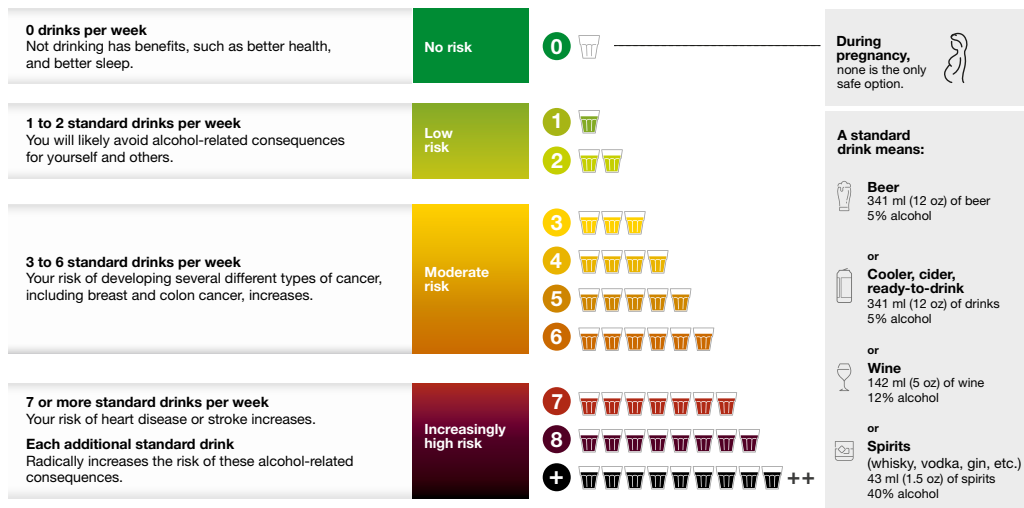 0 drinks per week
Not drinking has benefits, such as better health,
and better sleep.
No risk
0
During
pregnancy,
none is the only
safe option.
1 to 2 standard drinks per week
You will likely avoid alcohol-related consequences
for yourself and others.
Low
risk
1
2
3 to 6 standard drinks per week
Your risk of developing several different types of cancer,
including breast and colon cancer, increases.
Moderate
risk
3
4
5
6
7 or more standard drinks per week
Your risk of heart disease or stroke increases.
Each additional standard drink
Radically increases the risk of these alcohol-related
consequences.
Increasingly
high risk
7
8
+
++
A standard
drink means:
Beer
341 ml (12 oz) of beer
5% alcohol
or
Cooler, cider,
ready-to-drink
341 ml (12 oz) of drinks
5% alcohol
or
Wine
142 ml (5 oz) of wine
12% alcohol
or
Spirits
(whisky, vodka, gin, etc.)
43 ml (1.5 oz) of spirits
40% alcohol